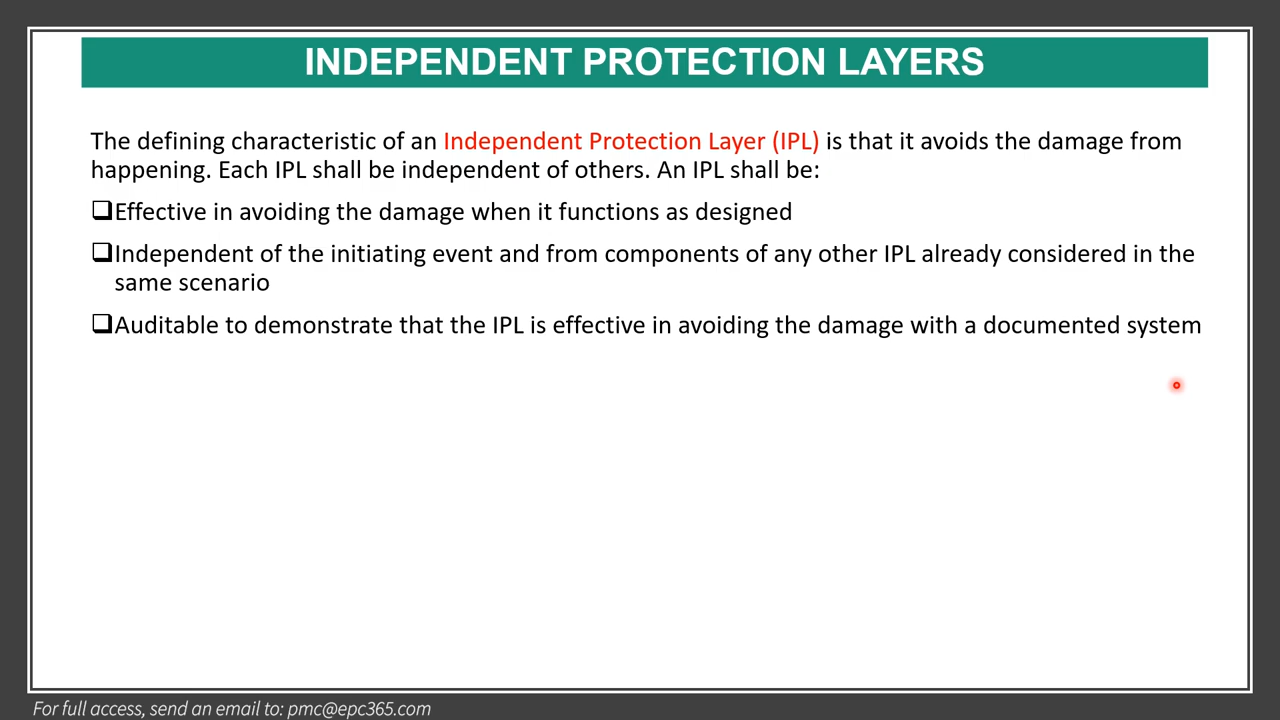 INDEPENDENT PROTECTION LAYERS
The defining characteristic of an Independent Protection Layer (IPL) is that it avoids the damage from
happening. Each IPL shall be independent of others. An IPL shall be:
❑Effective in avoiding the damage when it functions as designed
❑Independent of the initiating event and from components of any other IPL already considered in the
same scenario
❑Auditable to demonstrate that the IPL is effective in avoiding the damage with a documented system
For full access, send an email to: pmc@epc365.com